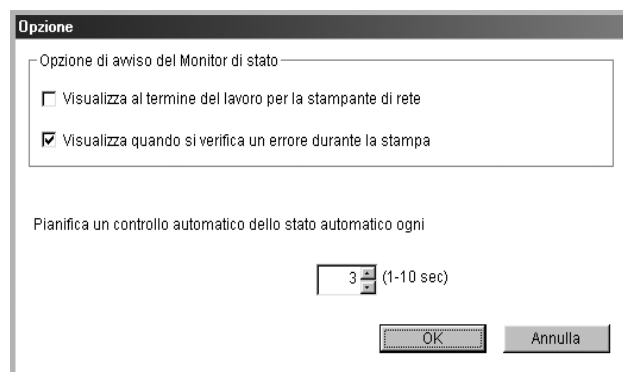 Opzione
Opzione di avviso del Monitor di stato
Visualizza al termine del lavoro per la stampante di rete
Visualizza quando si verifica un errore durante la stampa
Pianifica un controllo automatico dello stato automatico ogni
3 (1-10 sec)
OK Annulla